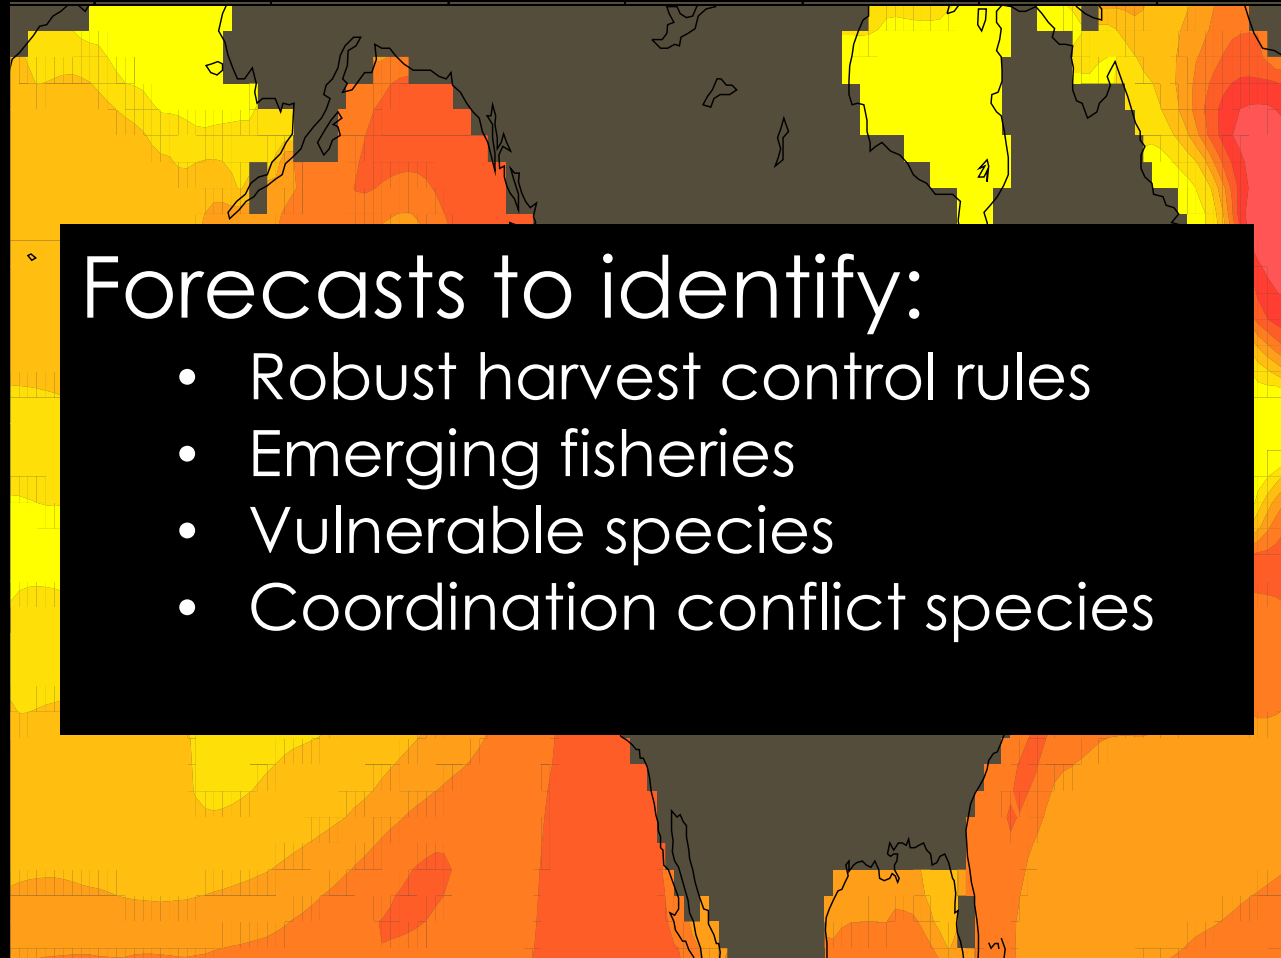 Forecasts to identify:
• Robust harvest control rules
• Emerging fisheries
• Vulnerable species
• Coordination conflict species